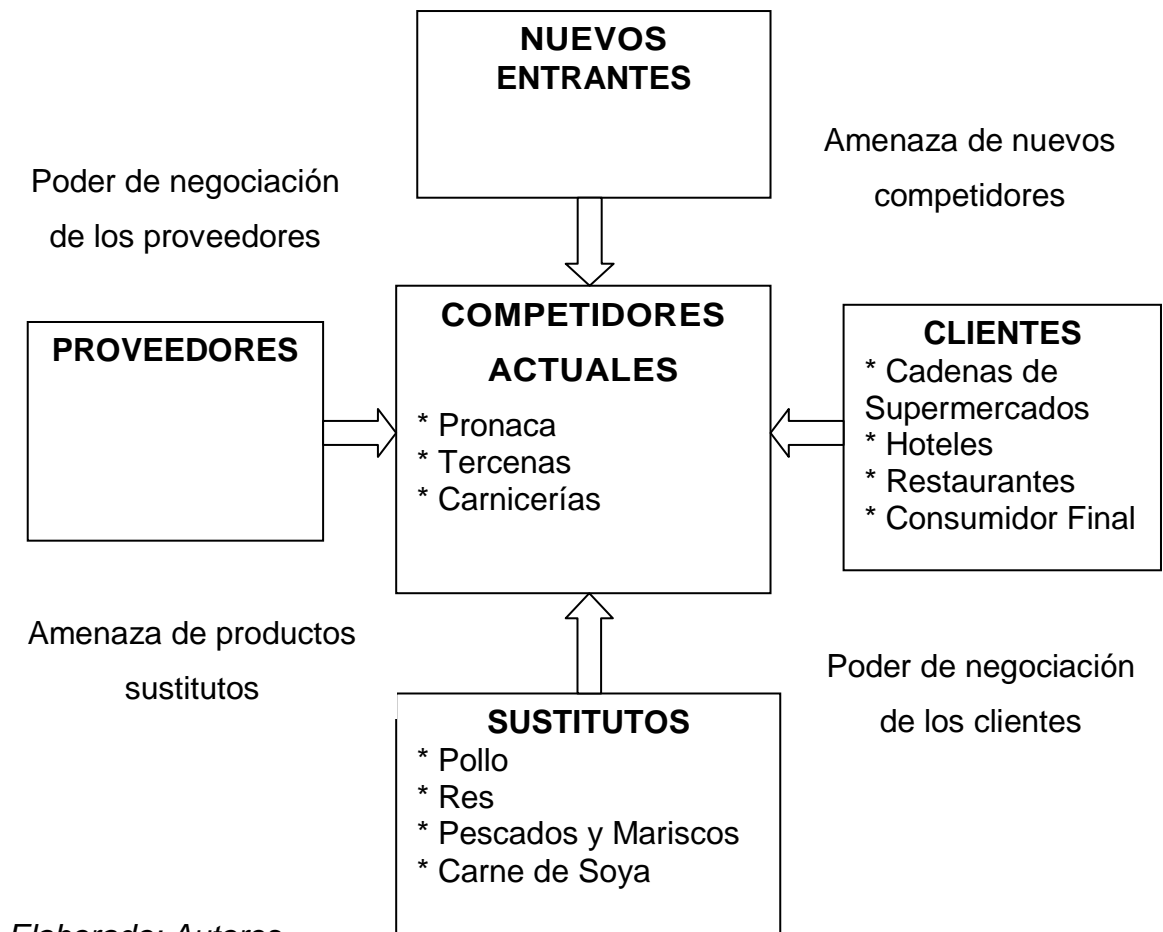 NUEVOS
ENTRANTES
Amenaza de nuevos
competidores
Poder de negociación
de los proveedores
PROVEEDORES
COMPETIDORES
ACTUALES
* Pronaca
* Tercenas
* Carnicerías
CLIENTES
* Cadenas de
Supermercados
* Hoteles
* Restaurantes
* Consumidor Final
Amenaza de productos
sustitutos
Poder de negociación
de los clientes
SUSTITUTOS
* Pollo
* Res
* Pescados y Mariscos
* Carne de Soya
Elaborado: Autores